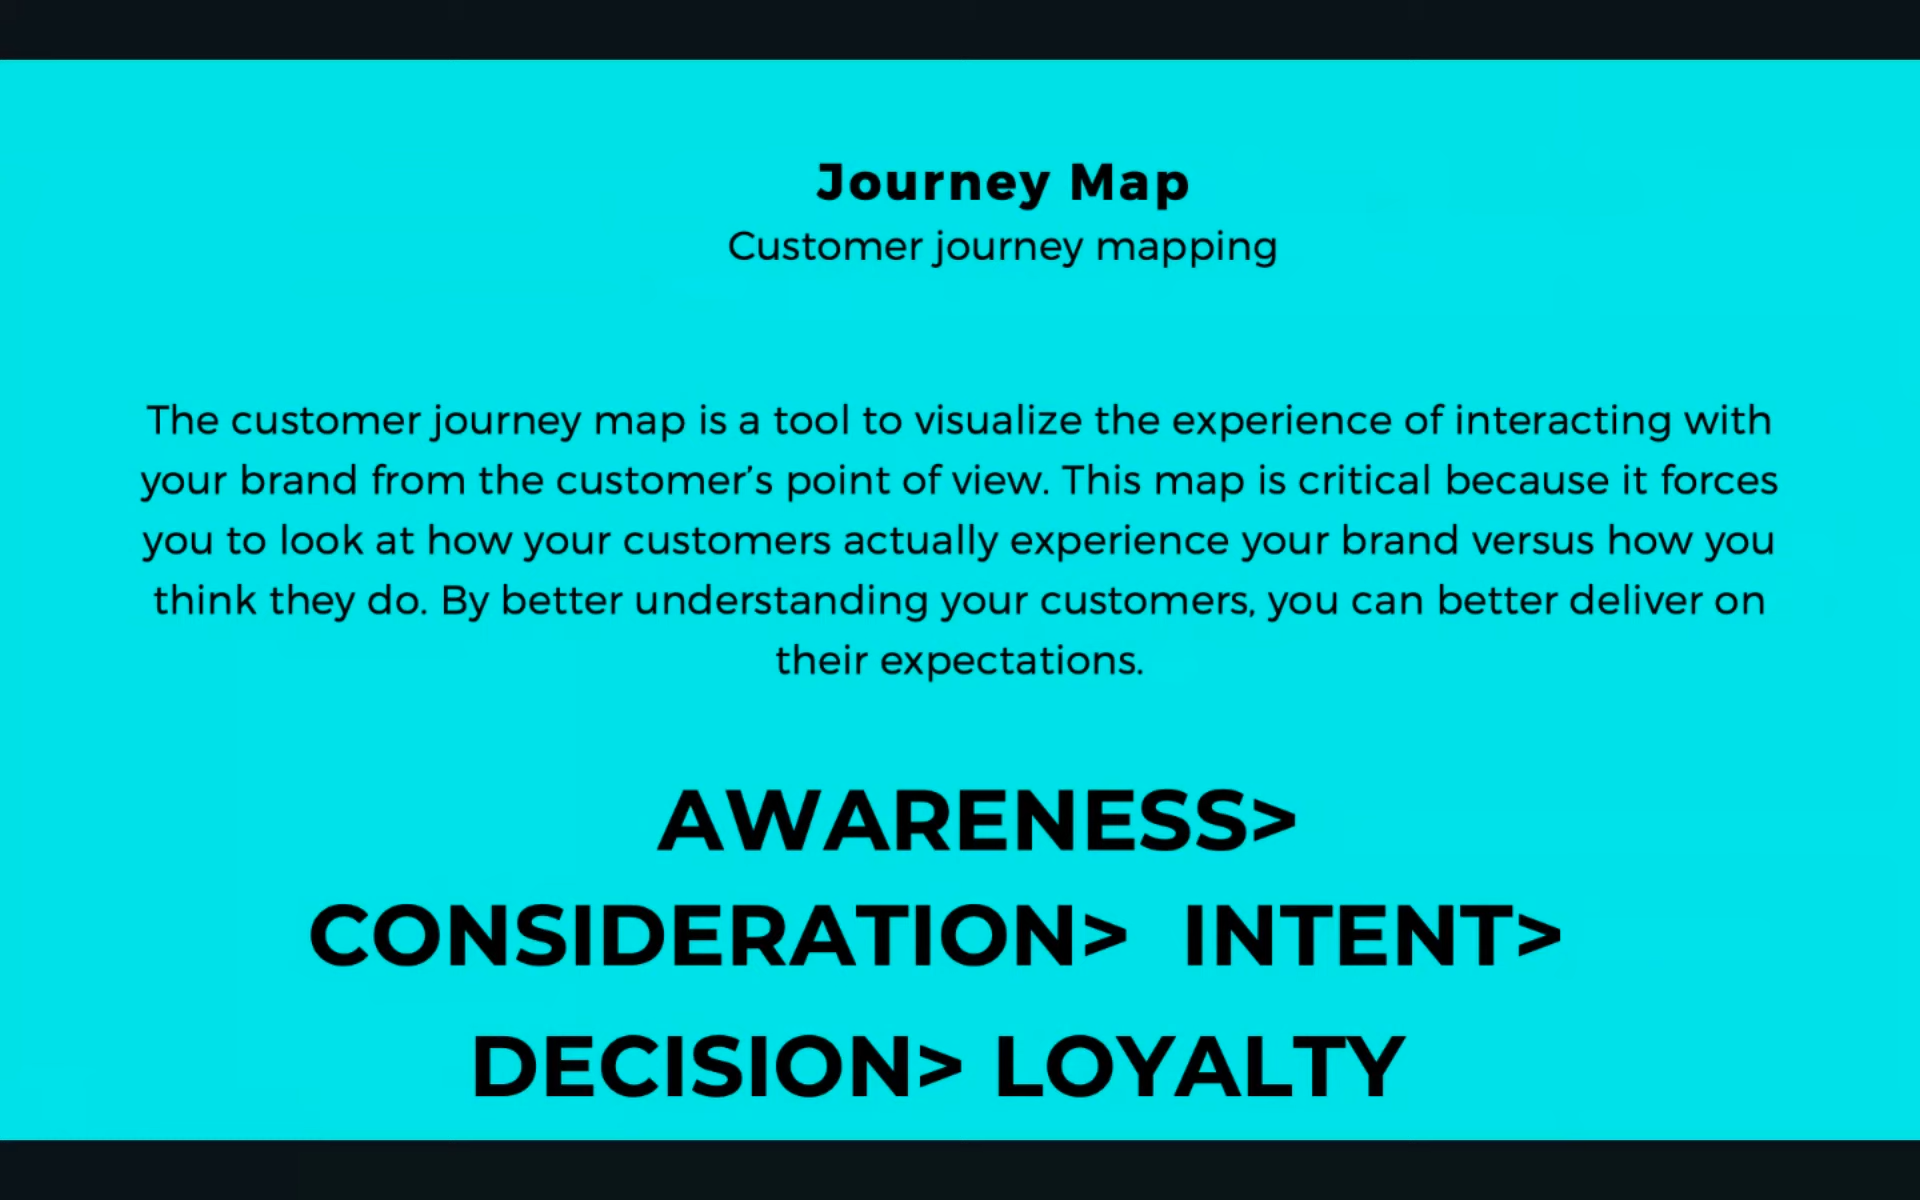 Journey Map
Customer journey mapping
The customer journey map is a tool to visualize the experience of interacting with
your brand from the customer’s point of view. This map is critical because it forces
you to look at how your customers actually experience your brand versus how you
think they do. By better understanding your customers, you can better deliver on
their expectations.
AWARENESS>
CONSIDERATION> INTENT>
DECISION> LOYALTY